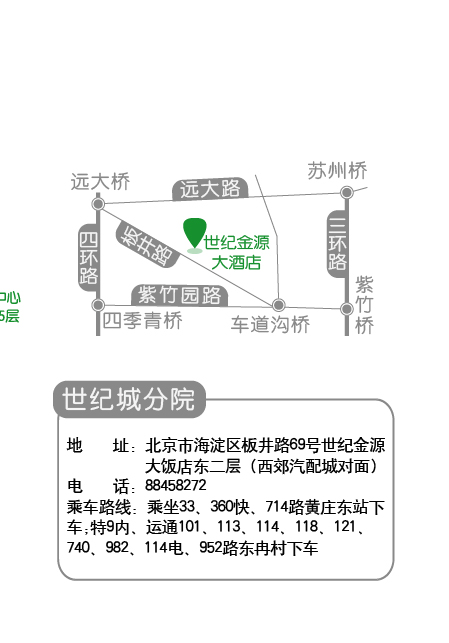 苏州桥
远大桥
远大路
四环路
板井路
三环路
世纪金源
大酒店
中心
5层
紫竹园路
紫竹桥
四季青桥
车道沟桥
世纪城分院
地 址：北京市海淀区板井路69号世纪金源
大饭店东二层（西郊汽配城对面）
电 话：88458272
乘车路线：乘坐33、360快、714路黄庄东站下
车；特9内、运通101、113、114、118、121、
740、982、114电、952路东冉村下车